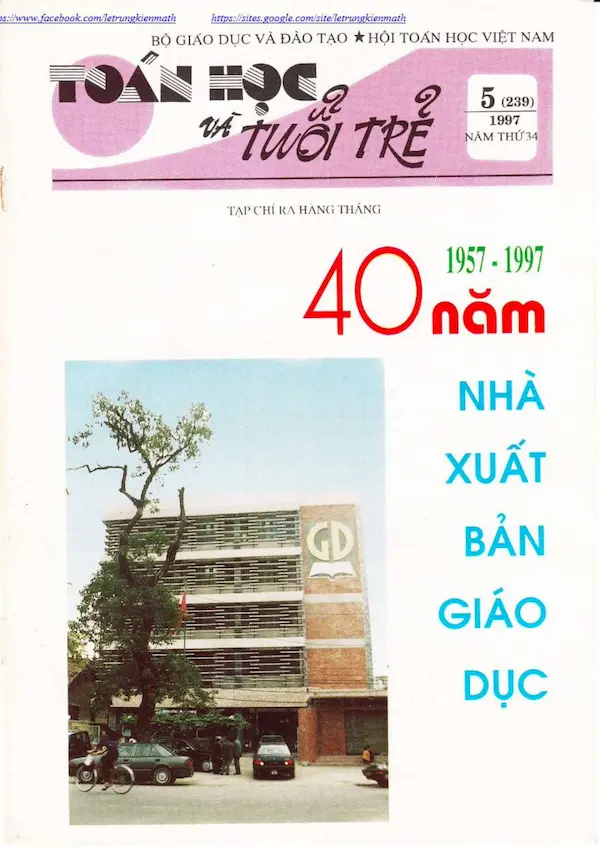 s://www.facebook.com/letrungkienmath https://sites.google.com/site/letrungkienmath
BỘ GIÁO DỤC VÀ ĐÀO TẠO ★ HỘI TOÁN HỌC VIỆT NAM
TOÁN HỌC
VÀ TUỔI TRẺ
5 (239)
1997
NĂM THỨ 34
TẠP CHÍ RA HÀNG THÁNG
1957 - 1997
40 năm
NHÀ
XUẤT
BẢN
GIÁO
DỤC
GD